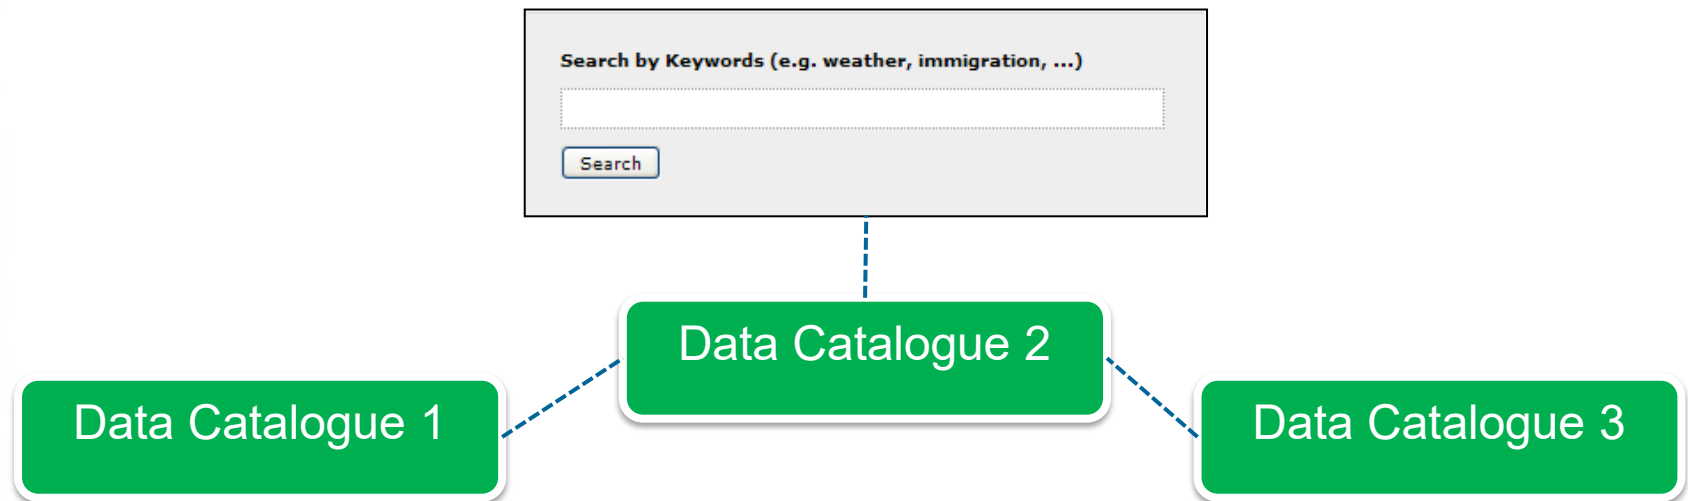 Search by Keywords (e.g. weather, immigration, ...)
Search
Data Catalogue 2
Data Catalogue 1
Data Catalogue 3